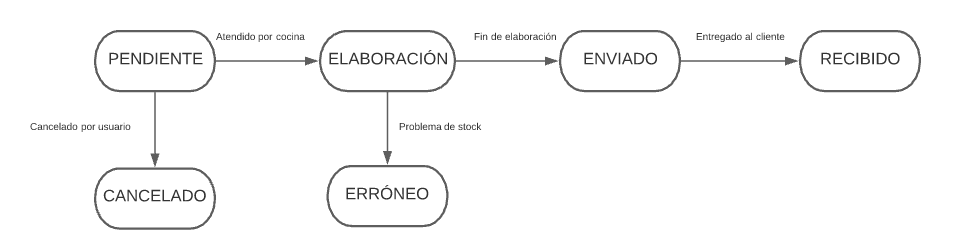 Atendido por cocina
Fin de elaboración
Entregado al cliente
PENDIENTE
ELABORACIÓN
ENVIADO
RECIBIDO
Cancelado por usuario
Problema de stock
CANCELADO
ERRÓNEO